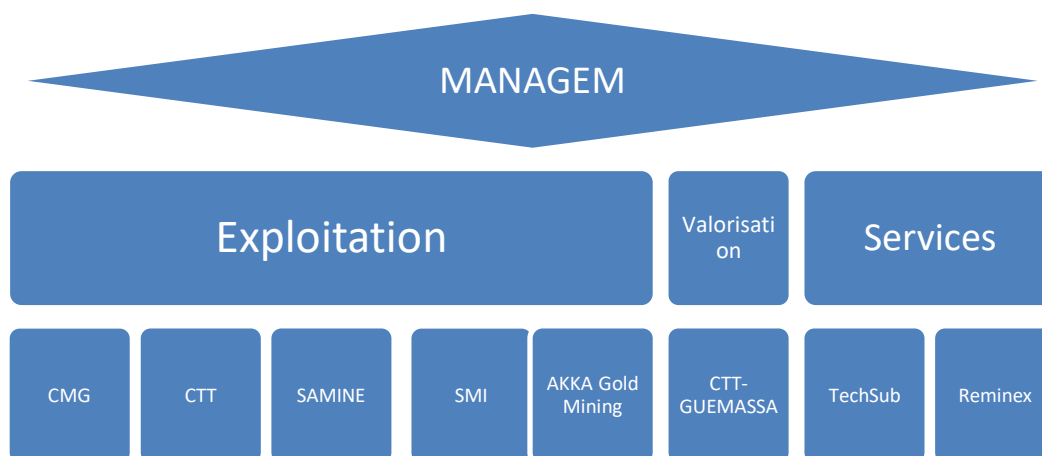 MANAGEM
Exploitation
Valorisati
on
Services
CMG
CTT
SAMINE
SMI
AKKA Gold
Mining
CTT-
GUEMASSA
TechSub
Reminex